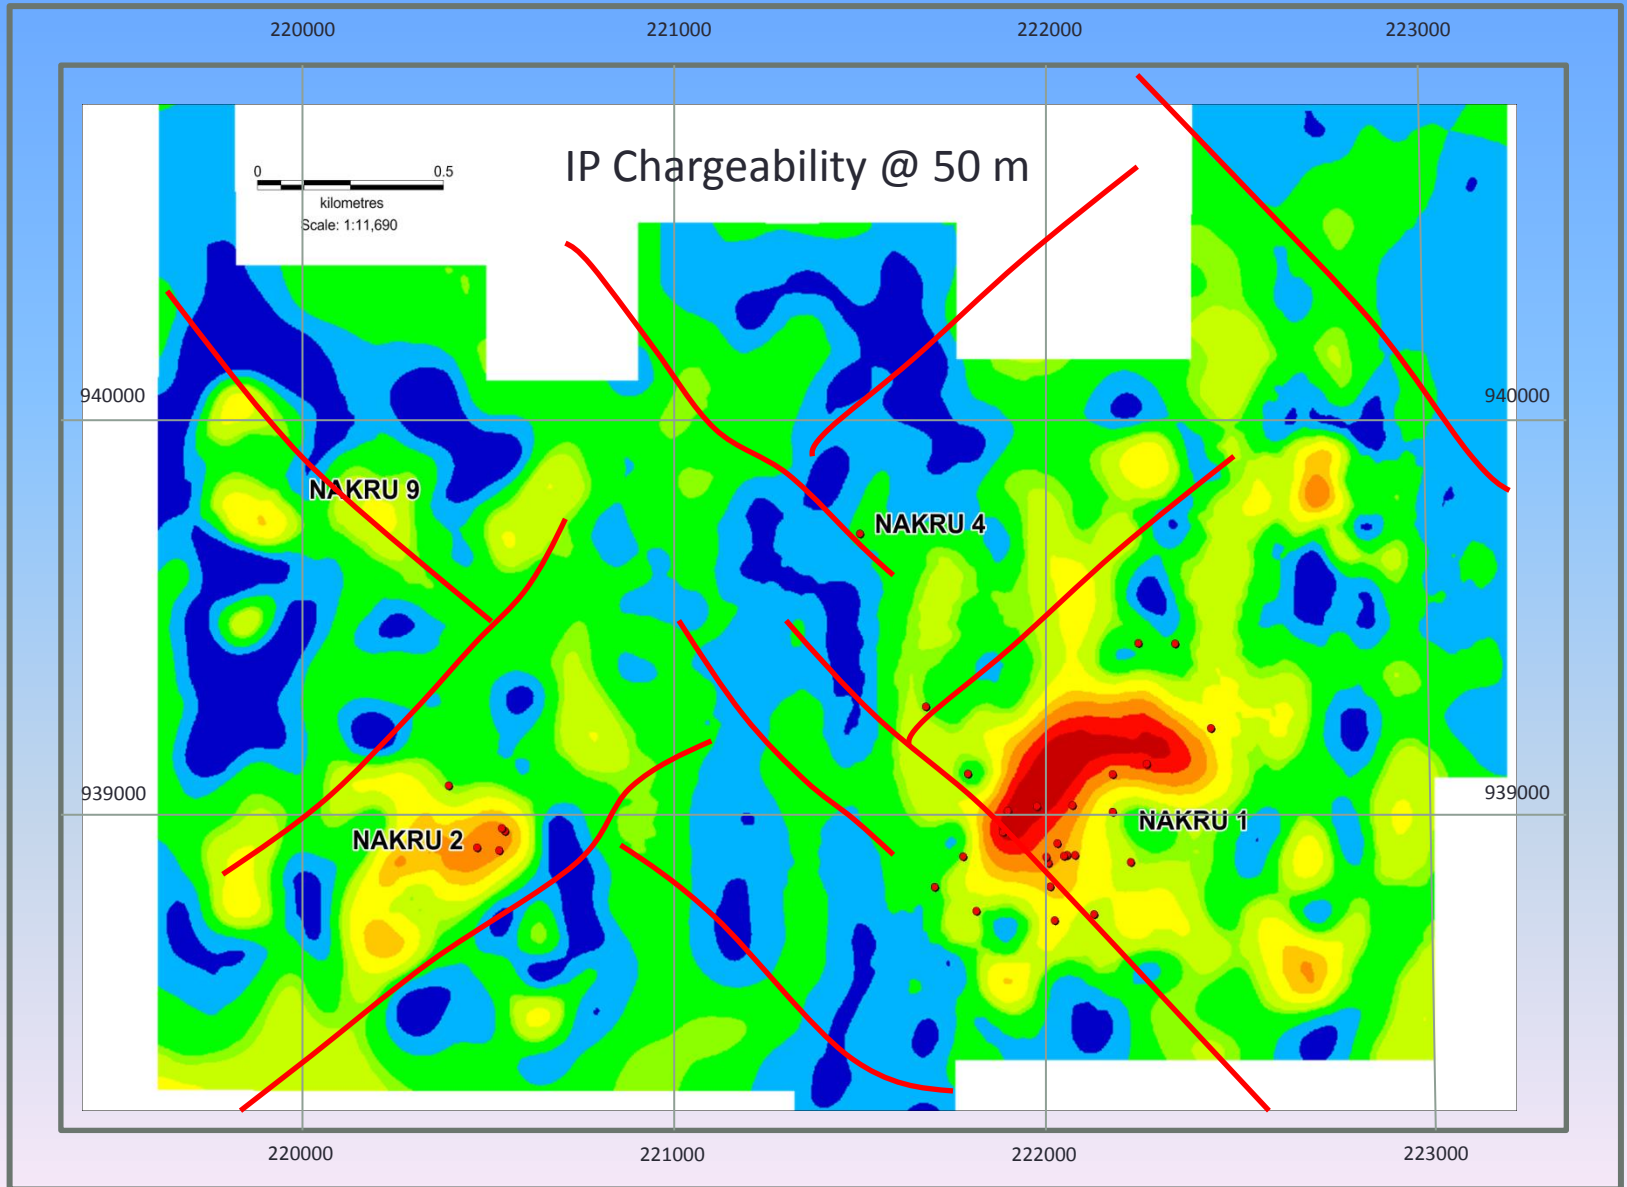 220000 221000 222000 223000
IP Chargeability @ 50 m
0 0.5
kilometres
Scale: 1:11,690
940000 940000
NAKRU 9
NAKRU 4
939000 939000
NAKRU 1
NAKRU 2
220000 221000 222000 223000